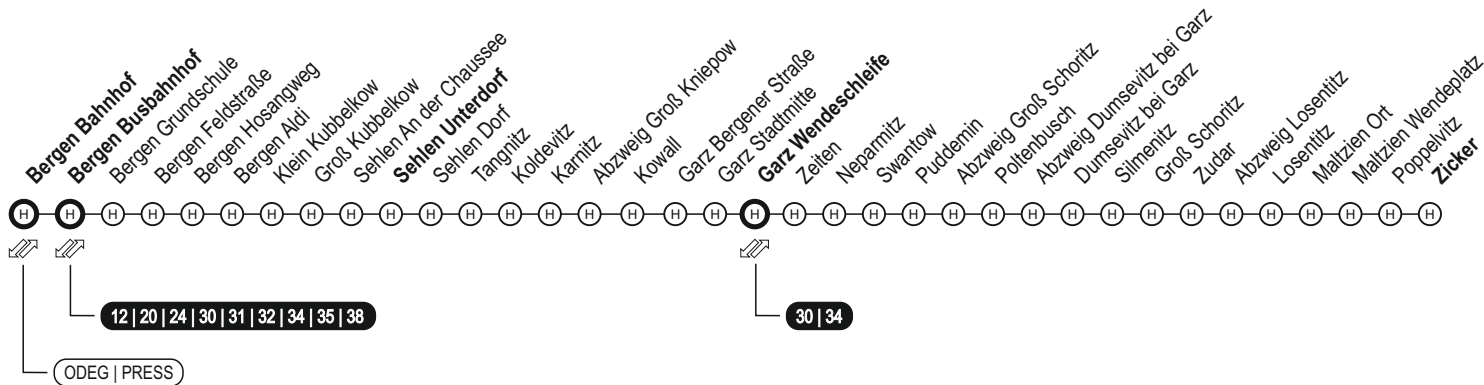 Bergen Bahnhof
Bergen Busbahnhof
Bergen Grundschule
Bergen Feldstraße
Bergen Hosangweg
Bergen Aldi
Klein Kubbelkow
Groß Kubbelkow
Sehlen An der Chaussee
Sehlen Unterdorf
Sehlen Dorf
Tangnitz
Koldevitz
Karnitz
Abzweig Groß Kniepow
Kowall
Garz Bergener Straße
Garz Stadtmitte
Garz Wendeschleife
Zeiten
Neparmitz
Swantow
Puddemin
Abzweig Groß Schoritz
Poltenbusch
Abzweig Dumsevitz bei Garz
Dumsevitz bei Garz
Silmenitz
Groß Schoritz
Zudar
Abzweig Losentitz
Losentitz
Maltzien Ort
Maltzien Wendeplatz
Poppelvitz
Zicker
H H H H H H H H H H H H H H H H H H H H H H H H H H H H H H H H H H H H
12 | 20 | 24 | 30 | 31 | 32 | 34 | 35 | 38
30 | 34
ODEG | PRESS